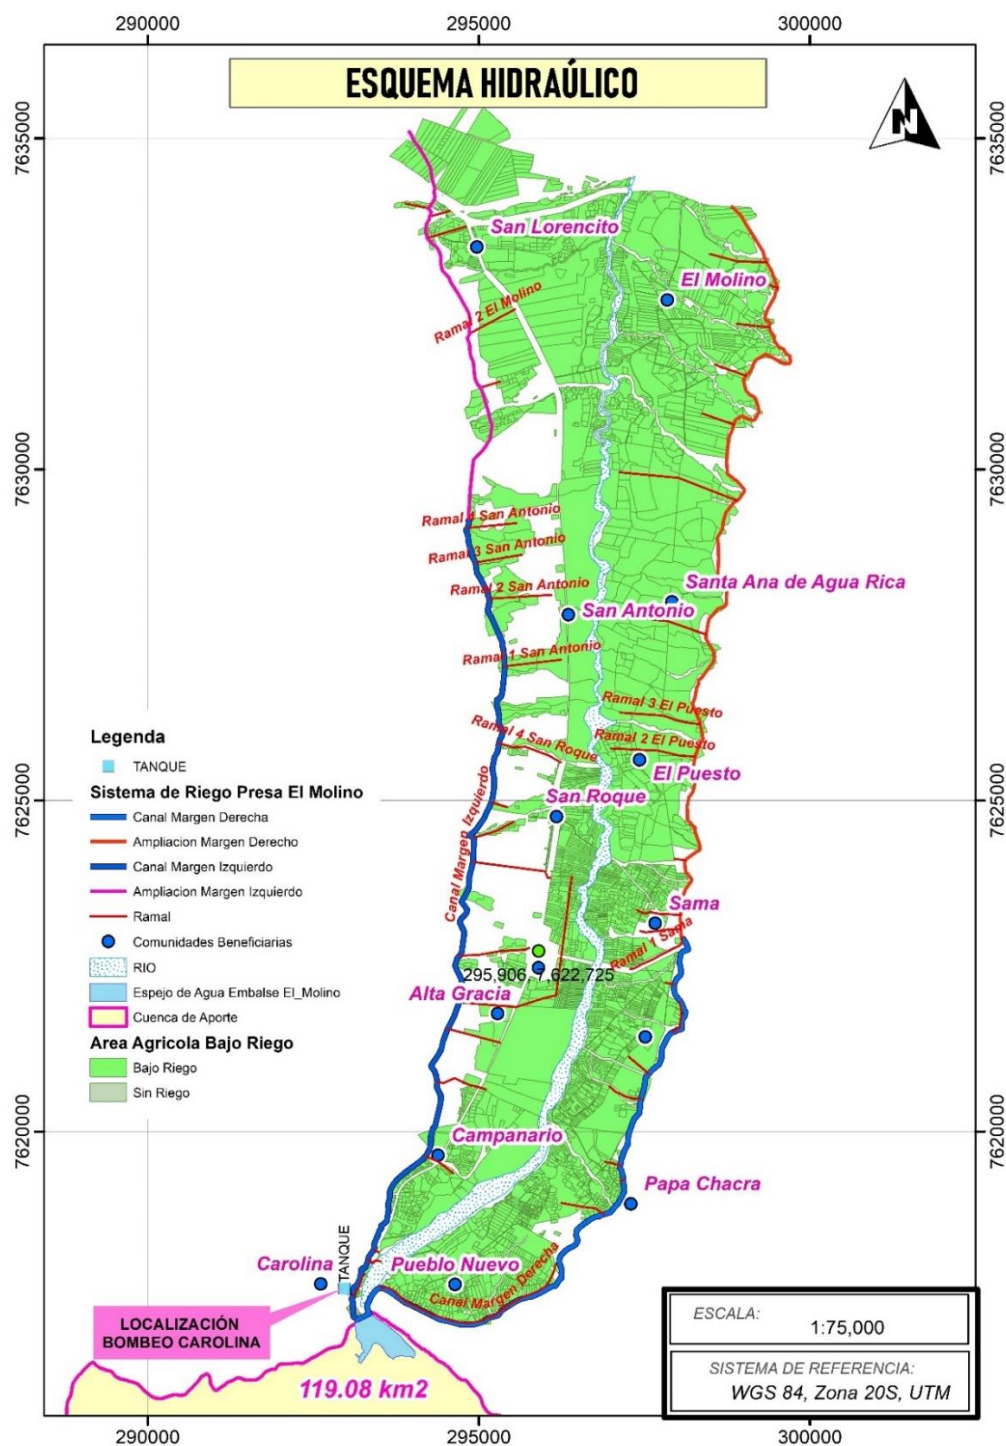 290000
295000
300000
ESQUEMA HIDRAÚLICO
N
7635000
7635000
San Lorencito
El Molino
Ramal 2 El Molino
7630000
7630000
Ramal 4 San Antonio
Ramal 3 San Antonio
Ramal 2 San Antonio
Santa Ana de Agua Rica
San Antonio
Ramal 1 San Antonio
Ramal 3 El Puesto
Ramal 4 San Roque
Ramal 2 El Puesto
El Puesto
San Roque
7625000
7625000
Canal Margen Izquierdo
Sama
Ramal 1 Sama
295,906, 7,622,725
Alta Gracia
Legenda
TANQUE
Sistema de Riego Presa El Molino
Canal Margen Derecha
Ampliacion Margen Derecho
Canal Margen Izquierdo
Ampliacion Margen Izquierdo
Ramal
Comunidades Beneficiarias
RIO
Espejo de Agua Embalse El_Molino
Cuenca de Aporte
Area Agricola Bajo Riego
Bajo Riego
Sin Riego
7620000
7620000
Campanario
Papa Chacra
TANQUE
Carolina
Pueblo Nuevo
Canal Margen Derecha
LOCALIZACIÓN
BOMBEO CAROLINA
119.08 km2
ESCALA:
1:75,000
SISTEMA DE REFERENCIA:
WGS 84, Zona 20S, UTM
290000
295000
300000